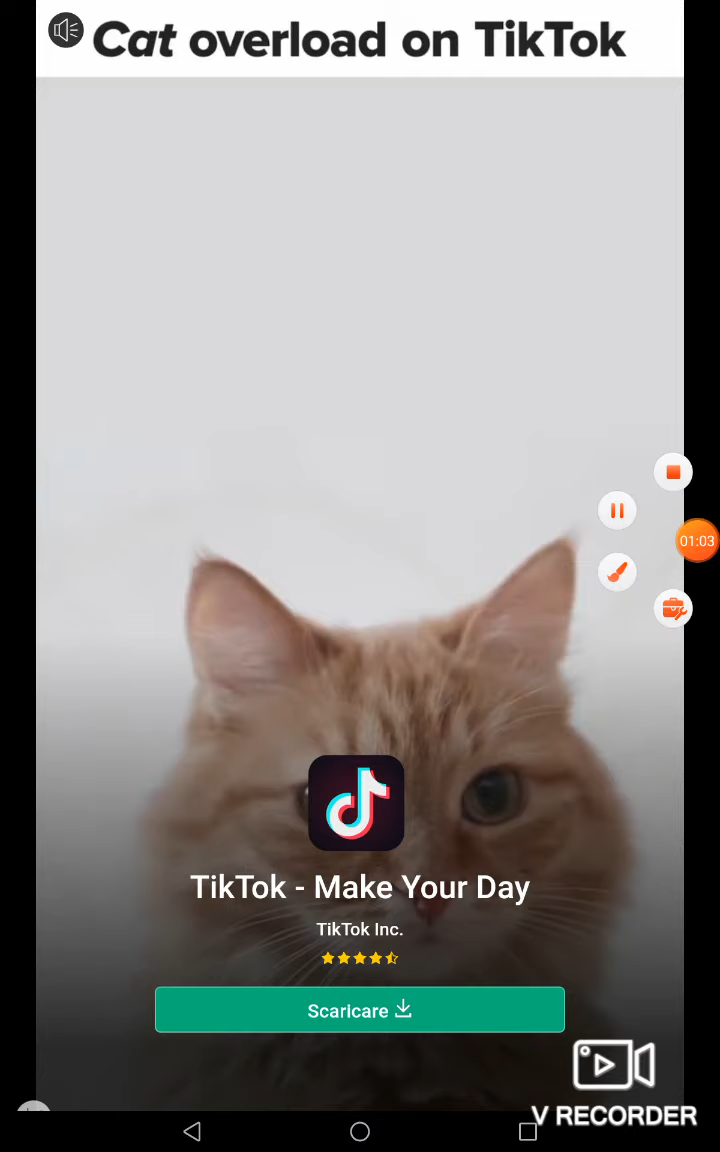 Cat overload on TikTok
01:03
TikTok - Make Your Day
TikTok Inc.
Scaricare
V RECORDER